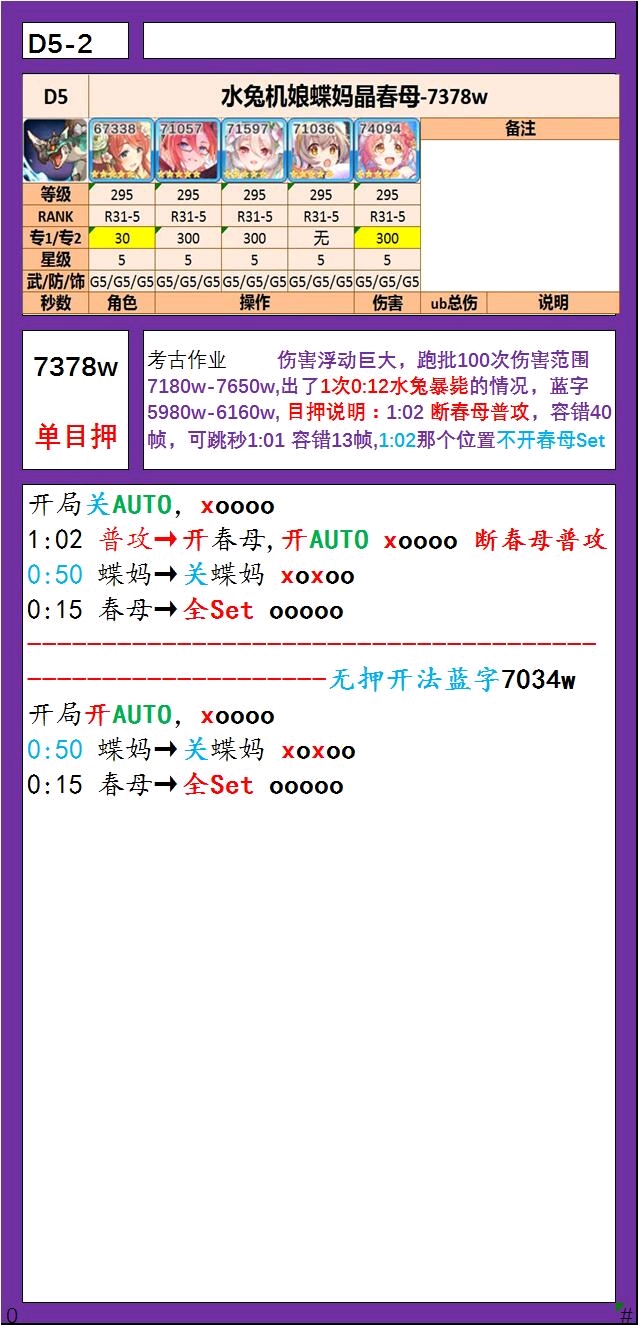 D5-2
D5 水兔机娘蝶妈晶春母-7378w
67338 71057 71597 71036 74094 备注
等级 295 295 295 295 295
RANK R31-5 R31-5 R31-5 R31-5 R31-5
专1/专2 30 300 300 无 300
星级 5 5 5 5 5
武/防/饰 G5/G5/G5 G5/G5/G5 G5/G5/G5 G5/G5/G5 G5/G5/G5
秒数 角色 操作 伤害 ub总伤 说明
7378w
单目押
考古作业 伤害浮动巨大，跑批100次伤害范围
7180w-7650w,出了1次0:12水兔暴毙的情况，蓝字
5980w-6160w, 目押说明：1:02 断春母普攻，容错40
帧，可跳秒1:01 容错13帧,1:02那个位置不开春母Set
开局关AUTO，xoooo
1:02 普攻→开春母,开AUTO xoooo 断春母普攻
0:50 蝶妈→关蝶妈 xoxoo
0:15 春母→全Set ooooo
--------------------------------------
--------------------无押开法蓝字7034w
开局开AUTO，xoooo
0:50 蝶妈→关蝶妈 xoxoo
0:15 春母→全Set ooooo
0 #